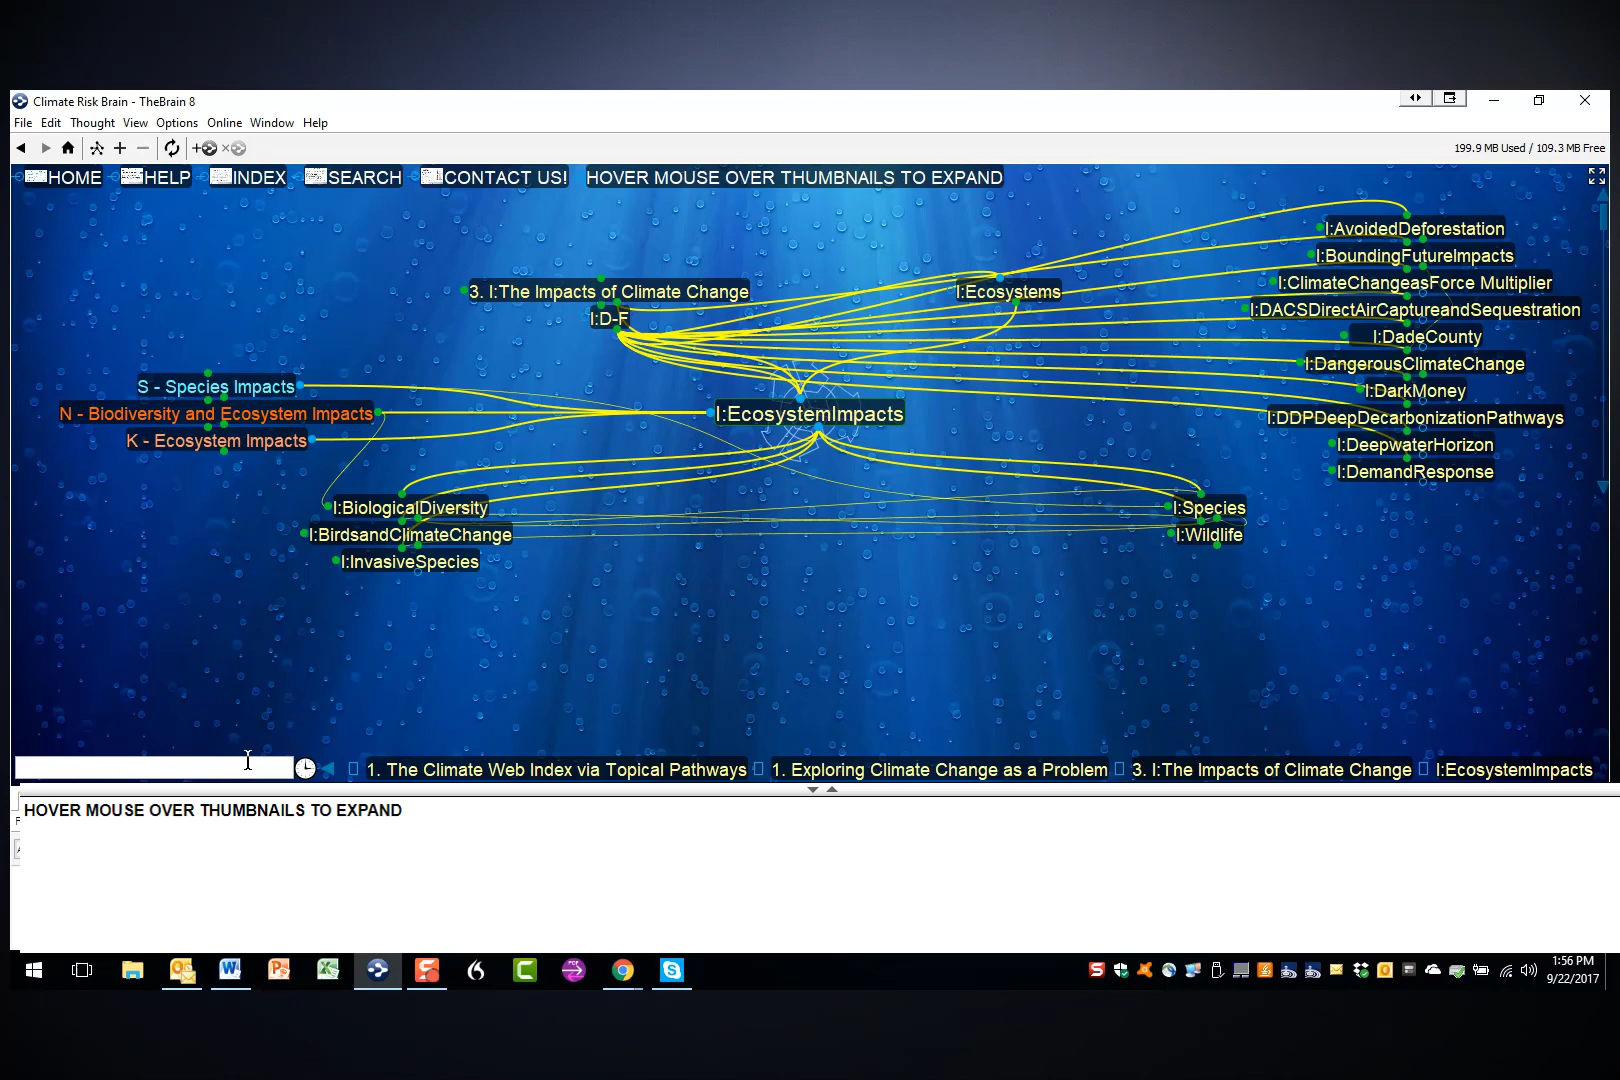 Climate Risk Brain - TheBrain 8
File Edit Thought View Options Online Window Help
199.9 MB Used / 109.3 MB Free
HOME HELP INDEX SEARCH CONTACT US! HOVER MOUSE OVER THUMBNAILS TO EXPAND
I:AvoidedDeforestation
I:BoundingFutureImpacts
I:ClimateChangeasForce Multiplier
3. I:The Impacts of Climate Change
I:Ecosystems
I:DACSDirectAirCaptureandSequestration
I:D-F
I:DadeCounty
I:DangerousClimateChange
S - Species Impacts
I:DarkMoney
N - Biodiversity and Ecosystem Impacts
I:EcosystemImpacts
I:DDPDeepDecarbonizationPathways
K - Ecosystem Impacts
I:DeepwaterHorizon
I:DemandResponse
I:BiologicalDiversity
I:Species
I:BirdsandClimateChange
I:Wildlife
I:InvasiveSpecies
1. The Climate Web Index via Topical Pathways 1. Exploring Climate Change as a Problem 3. I:The Impacts of Climate Change I:EcosystemImpacts
HOVER MOUSE OVER THUMBNAILS TO EXPAND
1:56 PM
9/22/2017